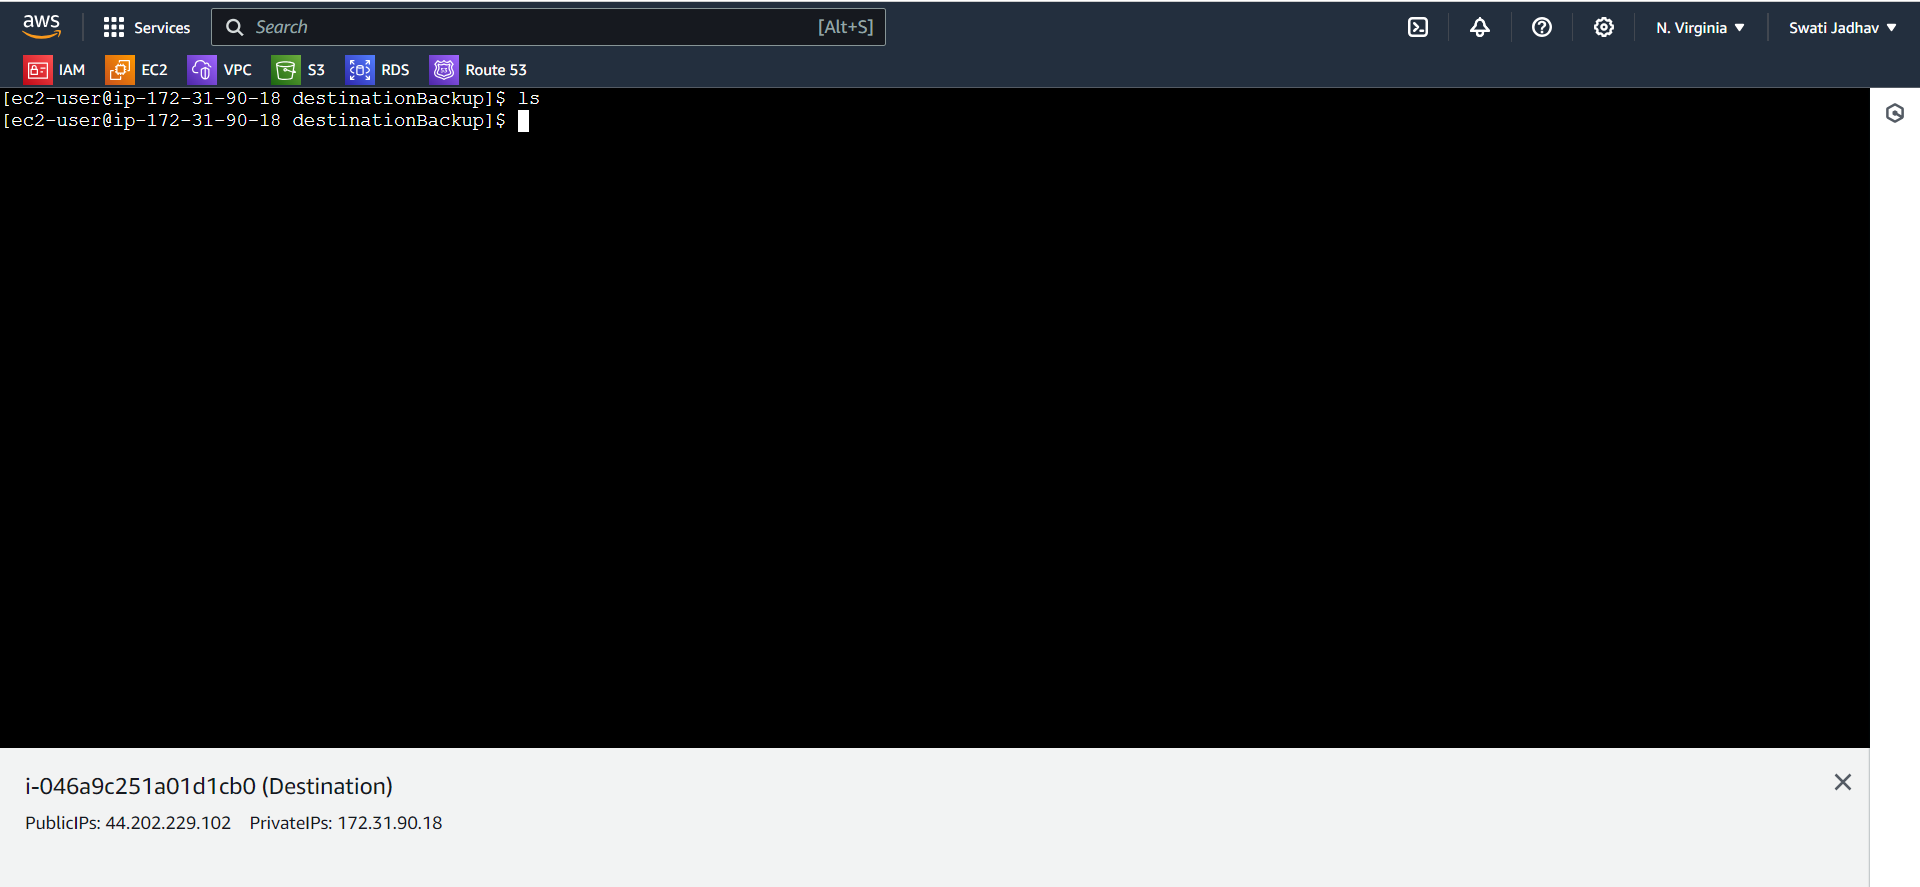 aws Services Search [Alt+S] N. Virginia ▼ Swati Jadhav ▼
IAM EC2 VPC S3 RDS 53 Route 53
[ec2-user@ip-172-31-90-18 destinationBackup]$ ls
[ec2-user@ip-172-31-90-18 destinationBackup]$
i-046a9c251a01d1cb0 (Destination)
PublicIPs: 44.202.229.102 PrivateIPs: 172.31.90.18